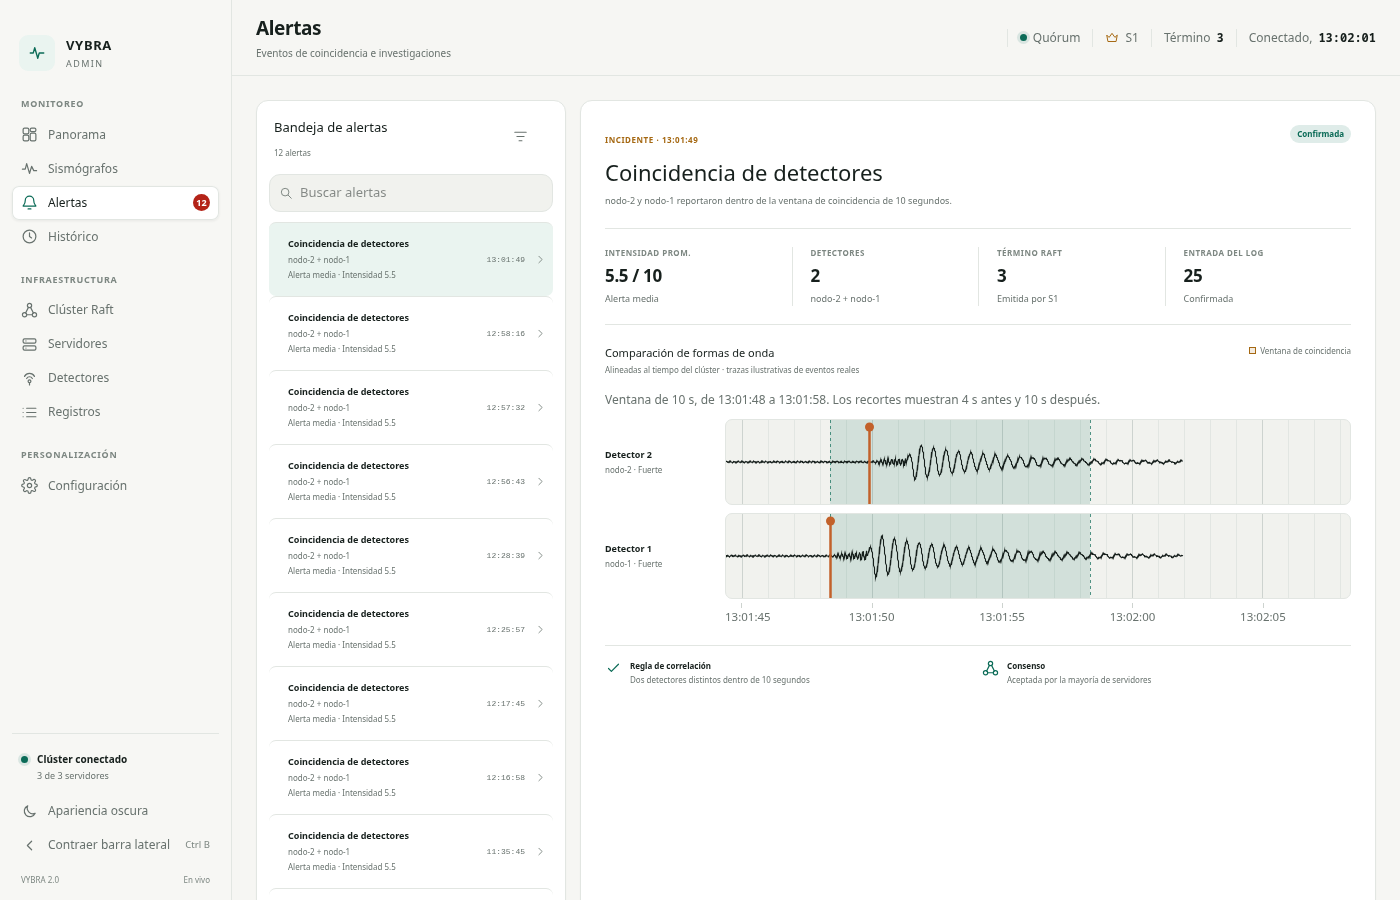 VYBRA
ADMIN
MONITOREO
Panorama
Sismógrafos
Alertas 12
Histórico
INFRAESTRUCTURA
Clúster Raft
Servidores
Detectores
Registros
PERSONALIZACIÓN
Configuración
Clúster conectado
3 de 3 servidores
Apariencia oscura
Contraer barra lateral Ctrl B
VYBRA 2.0 En vivo
Alertas
Eventos de coincidencia e investigaciones
Quórum S1 Término 3 Conectado, 13:02:01
Bandeja de alertas
12 alertas
Buscar alertas
Coincidencia de detectores
nodo-2 + nodo-1 13:01:49
Alerta media · Intensidad 5.5
Coincidencia de detectores
nodo-2 + nodo-1 12:58:16
Alerta media · Intensidad 5.5
Coincidencia de detectores
nodo-2 + nodo-1 12:57:32
Alerta media · Intensidad 5.5
Coincidencia de detectores
nodo-2 + nodo-1 12:56:43
Alerta media · Intensidad 5.5
Coincidencia de detectores
nodo-2 + nodo-1 12:28:39
Alerta media · Intensidad 5.5
Coincidencia de detectores
nodo-2 + nodo-1 12:25:57
Alerta media · Intensidad 5.5
Coincidencia de detectores
nodo-2 + nodo-1 12:17:45
Alerta media · Intensidad 5.5
Coincidencia de detectores
nodo-2 + nodo-1 12:16:58
Alerta media · Intensidad 5.5
Coincidencia de detectores
nodo-2 + nodo-1 11:35:45
Alerta media · Intensidad 5.5
INCIDENTE · 13:01:49 Confirmada
Coincidencia de detectores
nodo-2 y nodo-1 reportaron dentro de la ventana de coincidencia de 10 segundos.
INTENSIDAD PROM.
5.5 / 10
Alerta media
DETECTORES
2
nodo-2 + nodo-1
TÉRMINO RAFT
3
Emitida por S1
ENTRADA DEL LOG
25
Confirmada
Comparación de formas de onda Ventana de coincidencia
Alineadas al tiempo del clúster · trazas ilustrativas de eventos reales
Ventana de 10 s, de 13:01:48 a 13:01:58. Los recortes muestran 4 s antes y 10 s después.
Detector 2
nodo-2 · Fuerte
Detector 1
nodo-1 · Fuerte
13:01:45 13:01:50 13:01:55 13:02:00 13:02:05
Regla de correlación
Dos detectores distintos dentro de 10 segundos
Consenso
Aceptada por la mayoría de servidores